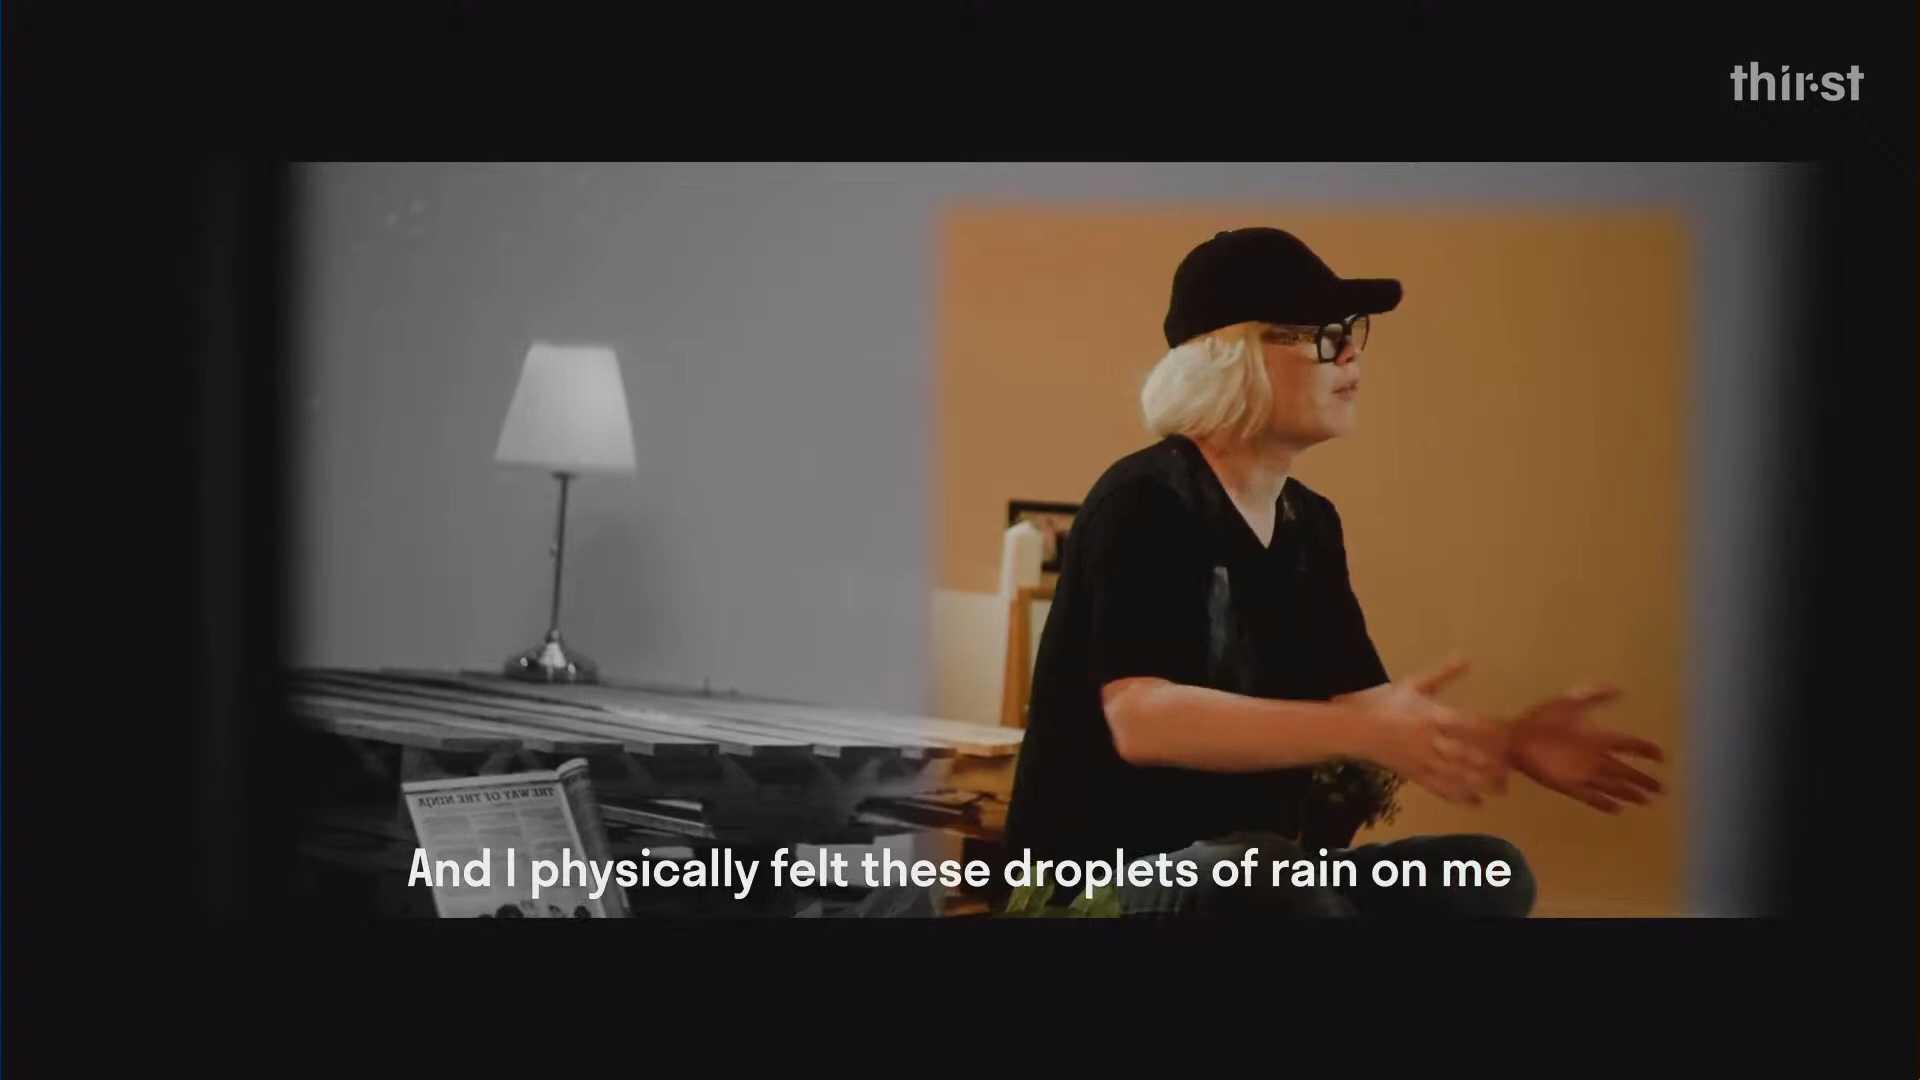 thir.st
THE WAY OF THE NINJA
And I physically felt these droplets of rain on me